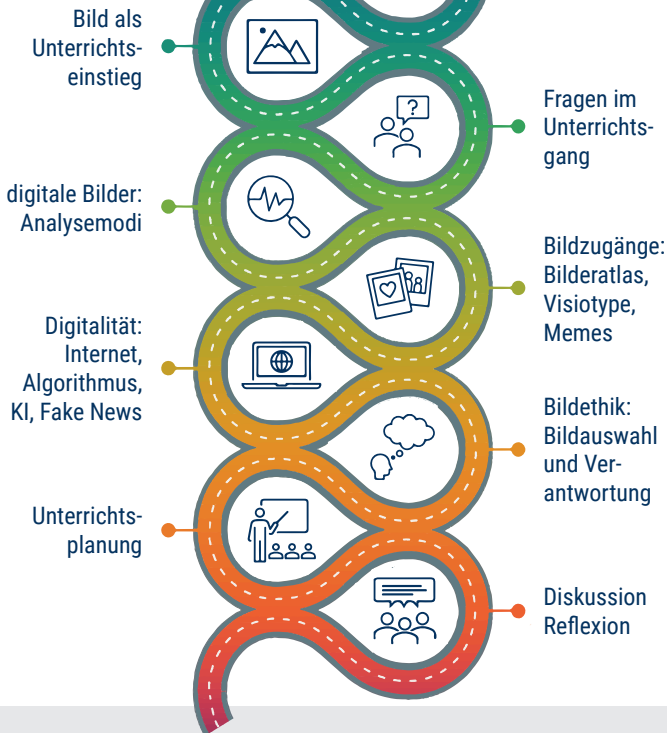 Bild als
Unterrichts-
einstieg
?
Fragen im
Unterrichts-
gang
digitale Bilder:
Analysemodi
Bildzugänge:
Bilderatlas,
Visiotype,
Memes
Digitalität:
Internet,
Algorithmus,
KI, Fake News
Bildethik:
Bildauswahl
und Ver-
antwortung
Unterrichts-
planung
Diskussion
Reflexion